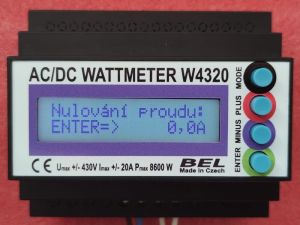 AC/DC WATTMETER W4320
Nulování proudu:
ENTER=> 0,0A
ENTER MINUS PLUS MODE
CE Umax +/- 430V Imax +/- 20A Pmax 8600 W
BEL
Made in Czech